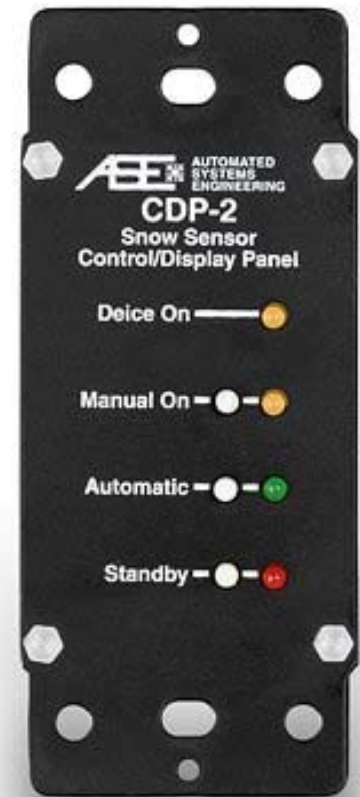 ASE AUTOMATED
SYSTEMS
ENGINEERING
CDP-2
Snow Sensor
Control/Display Panel
Deice On
Manual On
Automatic
Standby